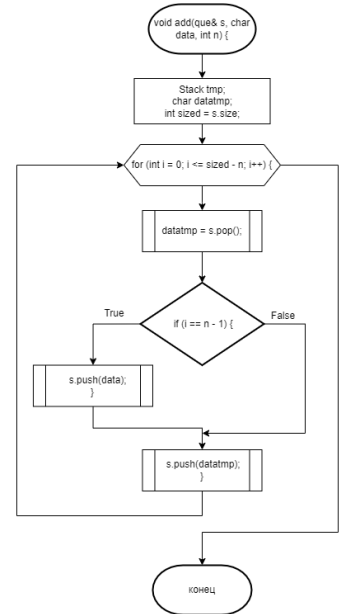 void add(que& s, char
data, int n) {
Stack tmp;
char datatmp;
int sized = s.size;
for (int i = 0; i <= sized - n; i++) {
datatmp = s.pop();
if (i == n - 1) {
True
False
s.push(data);
}
s.push(datatmp);
}
конец